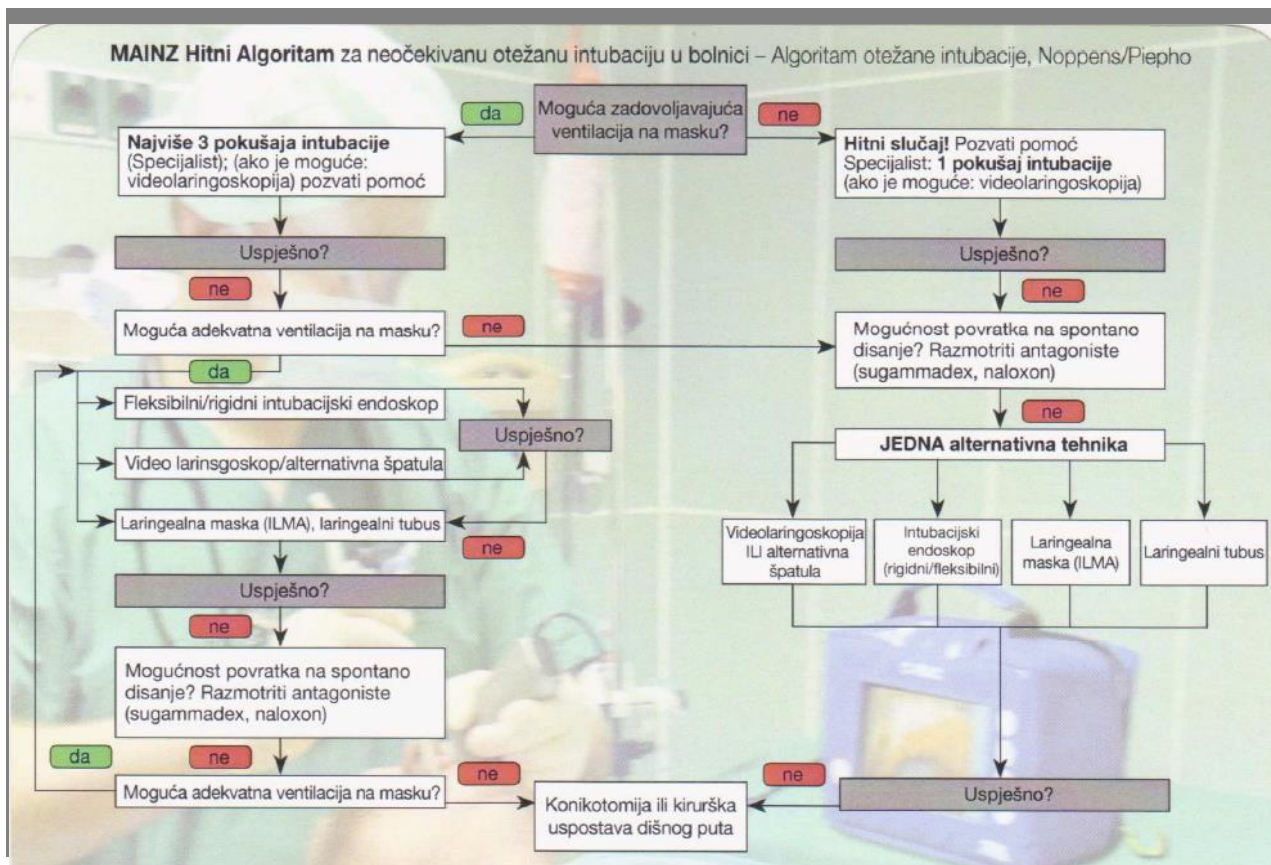 MAINZ Hitni Algoritam za neočekivanu otežanu intubaciju u bolnici – Algoritam otežane intubacije, Noppens/Piepho
da
Moguća zadovoljavajuća
ventilacija na masku?
ne
Najviše 3 pokušaja intubacije
(Specijalist); (ako je moguće:
videolaringoskopija) pozvati pomoć
Hitni slučaj! Pozvati pomoć
Specijalist: 1 pokušaj intubacije
(ako je moguće: videolaringoskopija)
Uspješno?
Uspješno?
ne
ne
Moguća adekvatna ventilacija na masku?
ne
Mogućnost povratka na spontano
disanje? Razmotriti antagoniste
(sugammadex, naloxon)
da
ne
Fleksibilni/rigidni intubacijski endoskop
Uspješno?
Video larinsgoskop/alternativna špatula
JEDNA alternativna tehnika
Laringealna maska (ILMA), laringealni tubus
ne
Videolaringoskopija
ILI alternativna
špatula
Intubacijski
endoskop
(rigidni/fleksibilni)
Laringealna
maska (ILMA)
Laringealni tubus
Uspješno?
ne
Mogućnost povratka na spontano
disanje? Razmotriti antagoniste
(sugammadex, naloxon)
da
ne
Moguća adekvatna ventilacija na masku?
ne
Konikotomija ili kirurška
uspostava dišnog puta
ne
Uspješno?